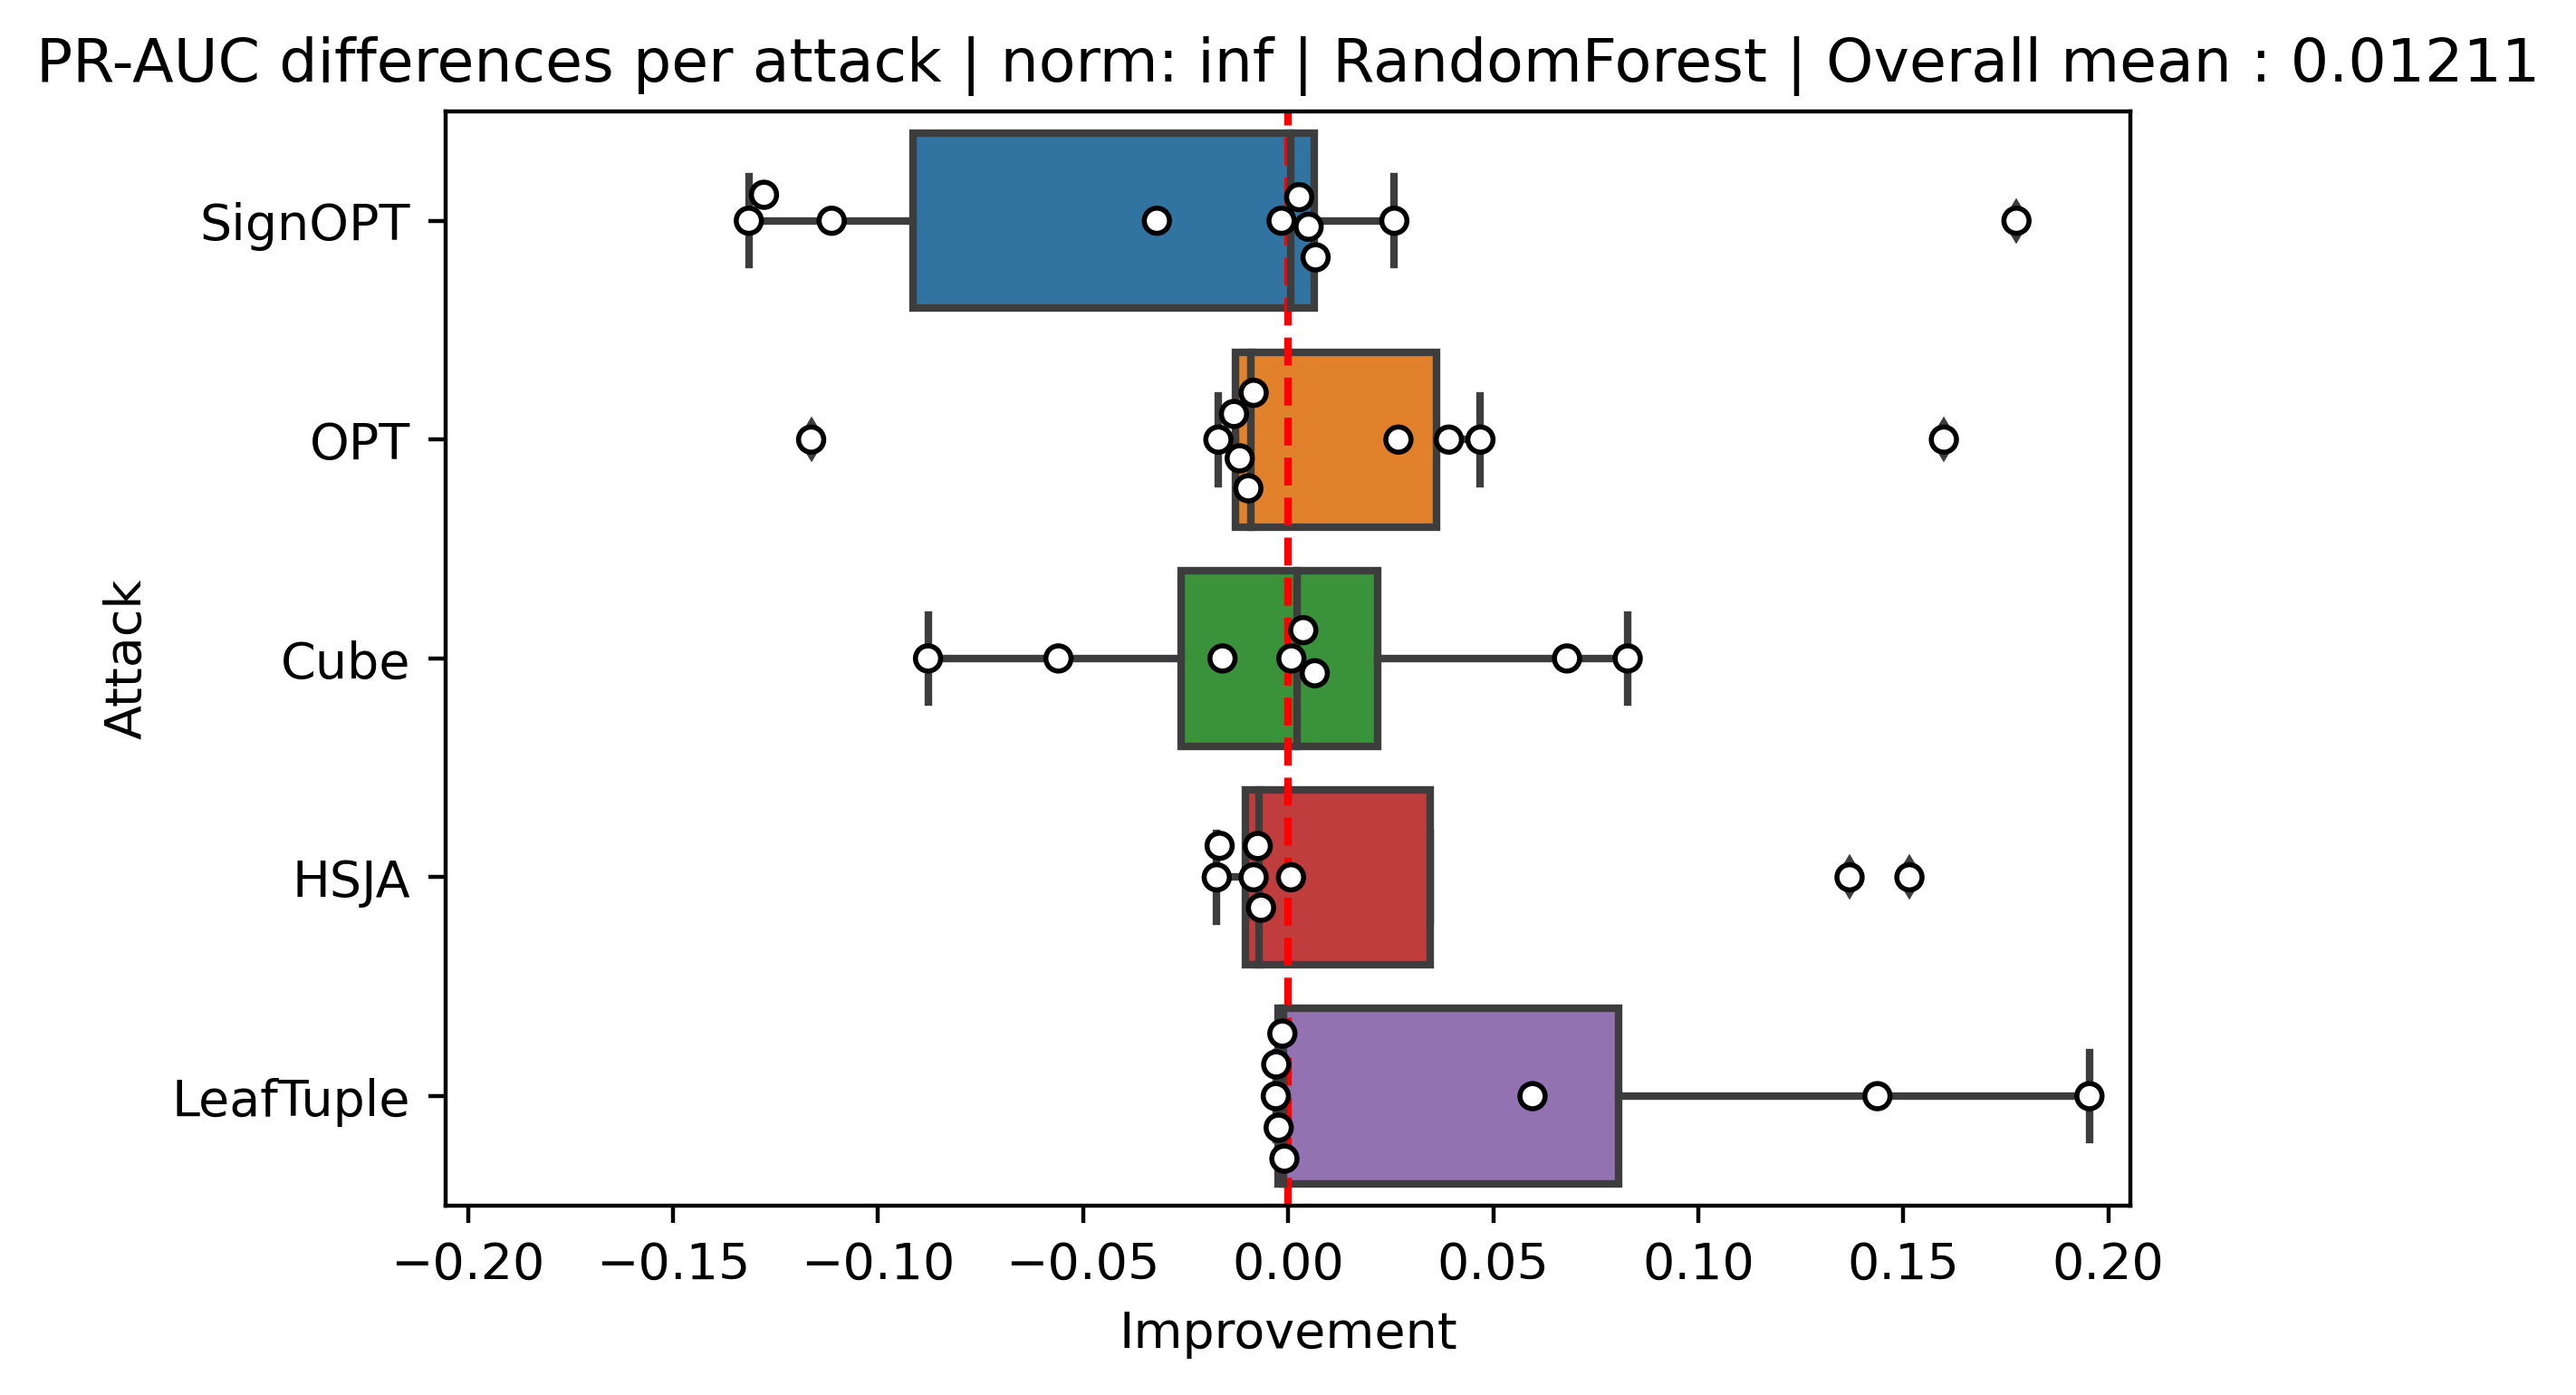 PR-AUC differences per attack | norm: inf | RandomForest | Overall mean : 0.01211
Attack
SignOPT
OPT
Cube
HSJA
LeafTuple
−0.20 −0.15 −0.10 −0.05 0.00 0.05 0.10 0.15 0.20
Improvement